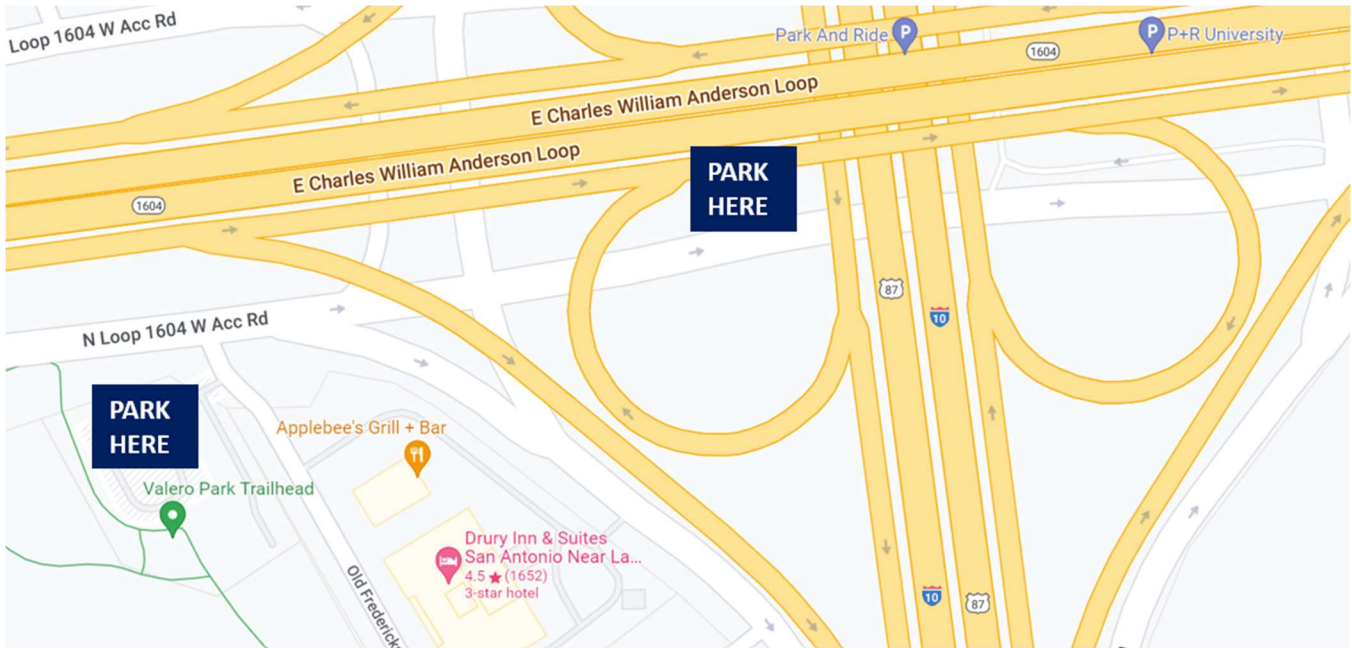 Loop 1604 W Acc Rd
Park And Ride
P
1604
P
P+R University
E Charles William Anderson Loop
E Charles William Anderson Loop
PARK
HERE
1604
87
10
N Loop 1604 W Acc Rd
PARK
HERE
Applebee's Grill + Bar
Valero Park Trailhead
Drury Inn & Suites
San Antonio Near La...
4.5 ★ (1652)
3-star hotel
Old Frederick
10
87